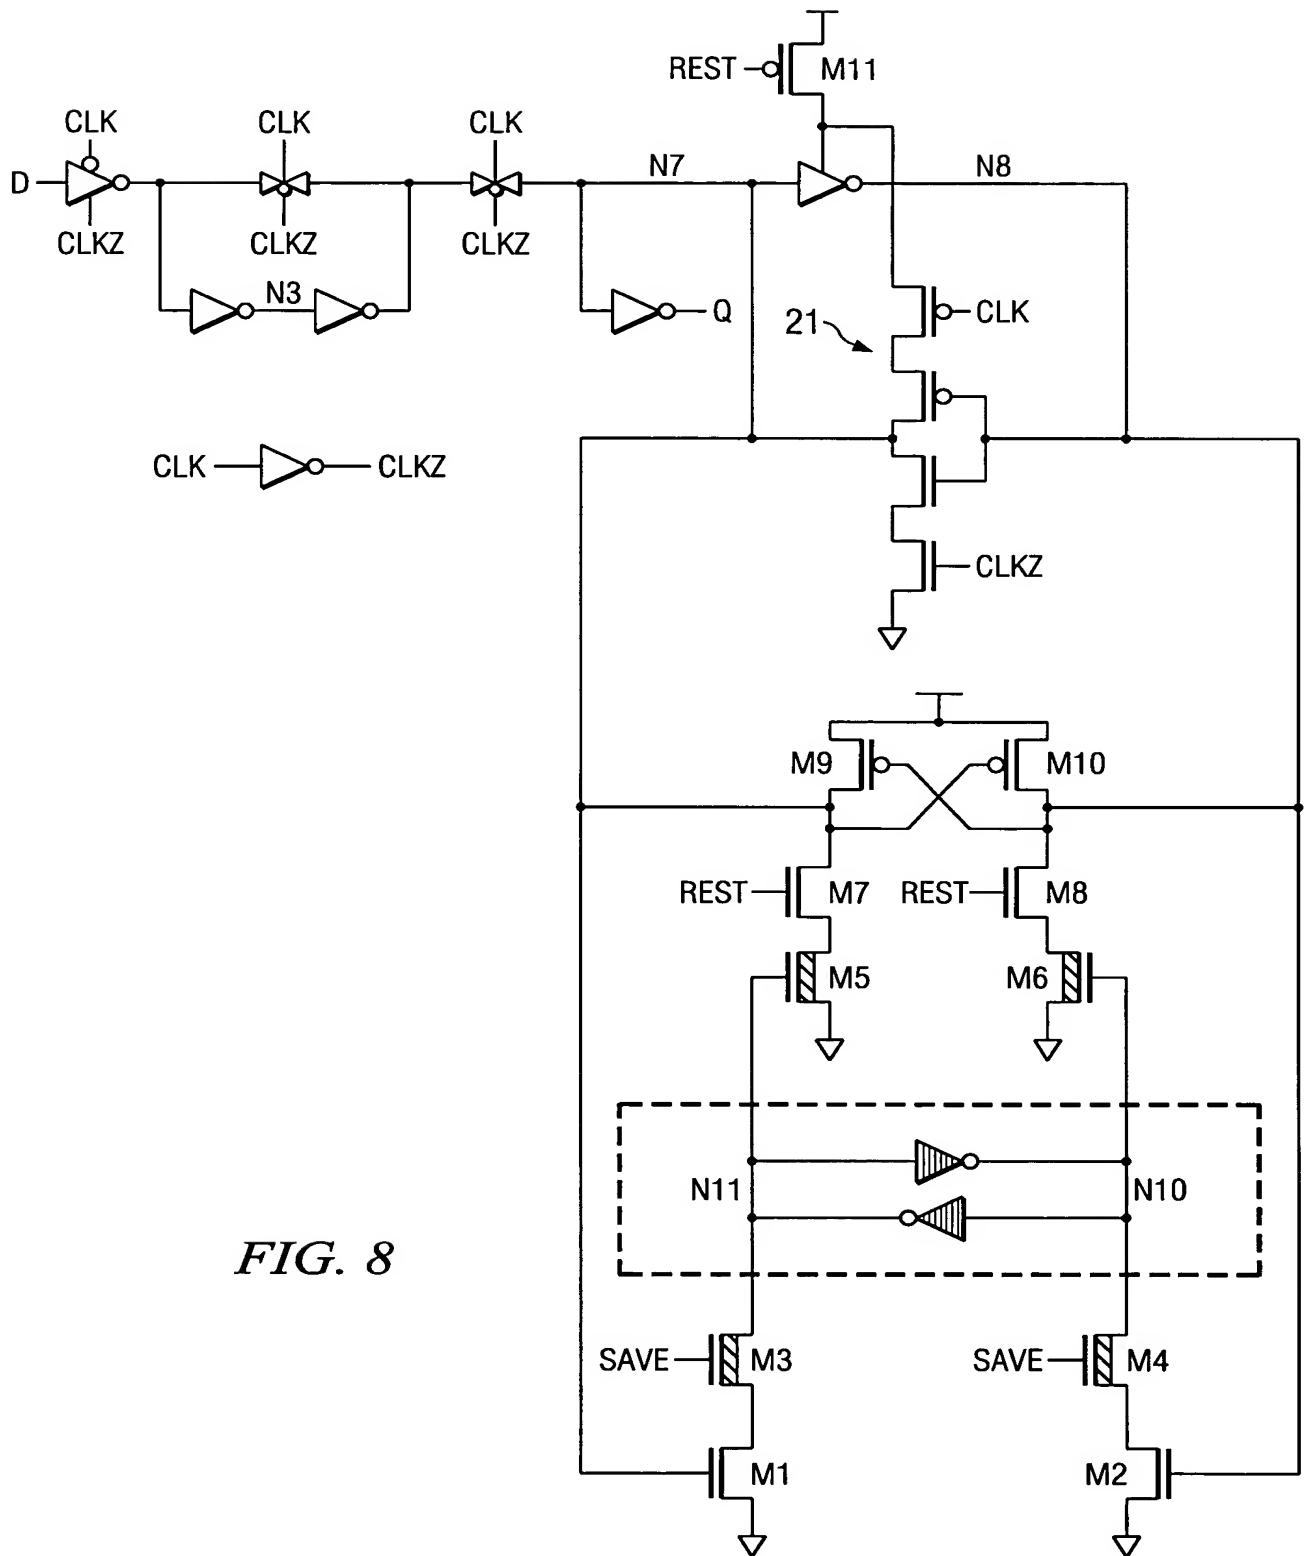 REST
M11
CLK
CLK
CLK
D
N7
N8
CLKZ
CLKZ
CLKZ
N3
Q
21
CLK
CLK
CLKZ
CLKZ
M9
M10
REST
M7
REST
M8
M5
M6
N11
N10
FIG. 8
SAVE
M3
SAVE
M4
M1
M2